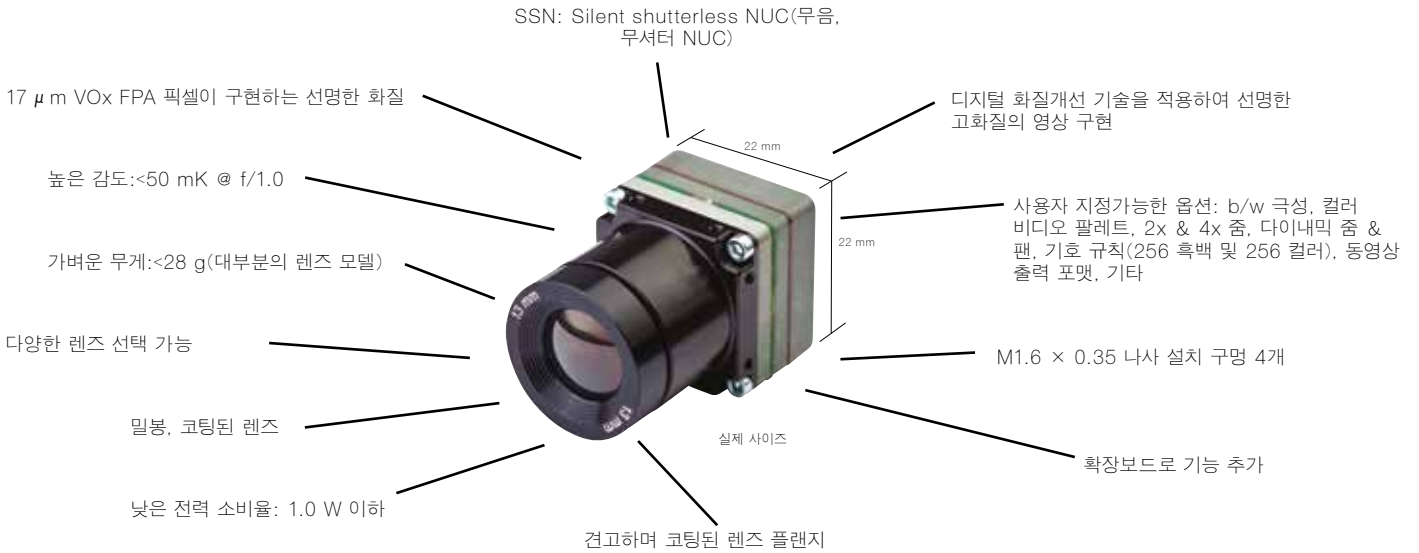 SSN: Silent shutterless NUC(무음,
무셔터 NUC)
17 μm VOx FPA 픽셀이 구현하는 선명한 화질
디지털 화질개선 기술을 적용하여 선명한
고화질의 영상 구현
22 mm
높은 감도:<50 mK @ f/1.0
사용자 지정가능한 옵션: b/w 극성, 컬러
비디오 팔레트, 2x & 4x 줌, 다이내믹 줌 &
팬, 기호 규칙(256 흑백 및 256 컬러), 동영상
출력 포맷, 기타
22 mm
가벼운 무게:<28 g(대부분의 렌즈 모델)
13 mm
다양한 렌즈 선택 가능
M1.6 × 0.35 나사 설치 구멍 4개
밀봉, 코팅된 렌즈
13 mm
실제 사이즈
확장보드로 기능 추가
낮은 전력 소비율: 1.0 W 이하
견고하며 코팅된 렌즈 플랜지